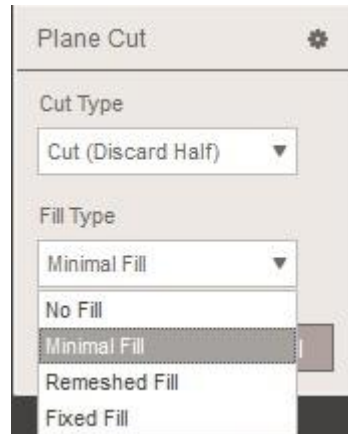 Plane Cut
Cut Type
Cut (Discard Half)
Fill Type
Minimal Fill
No Fill
Minimal Fill
Remeshed Fill
Fixed Fill